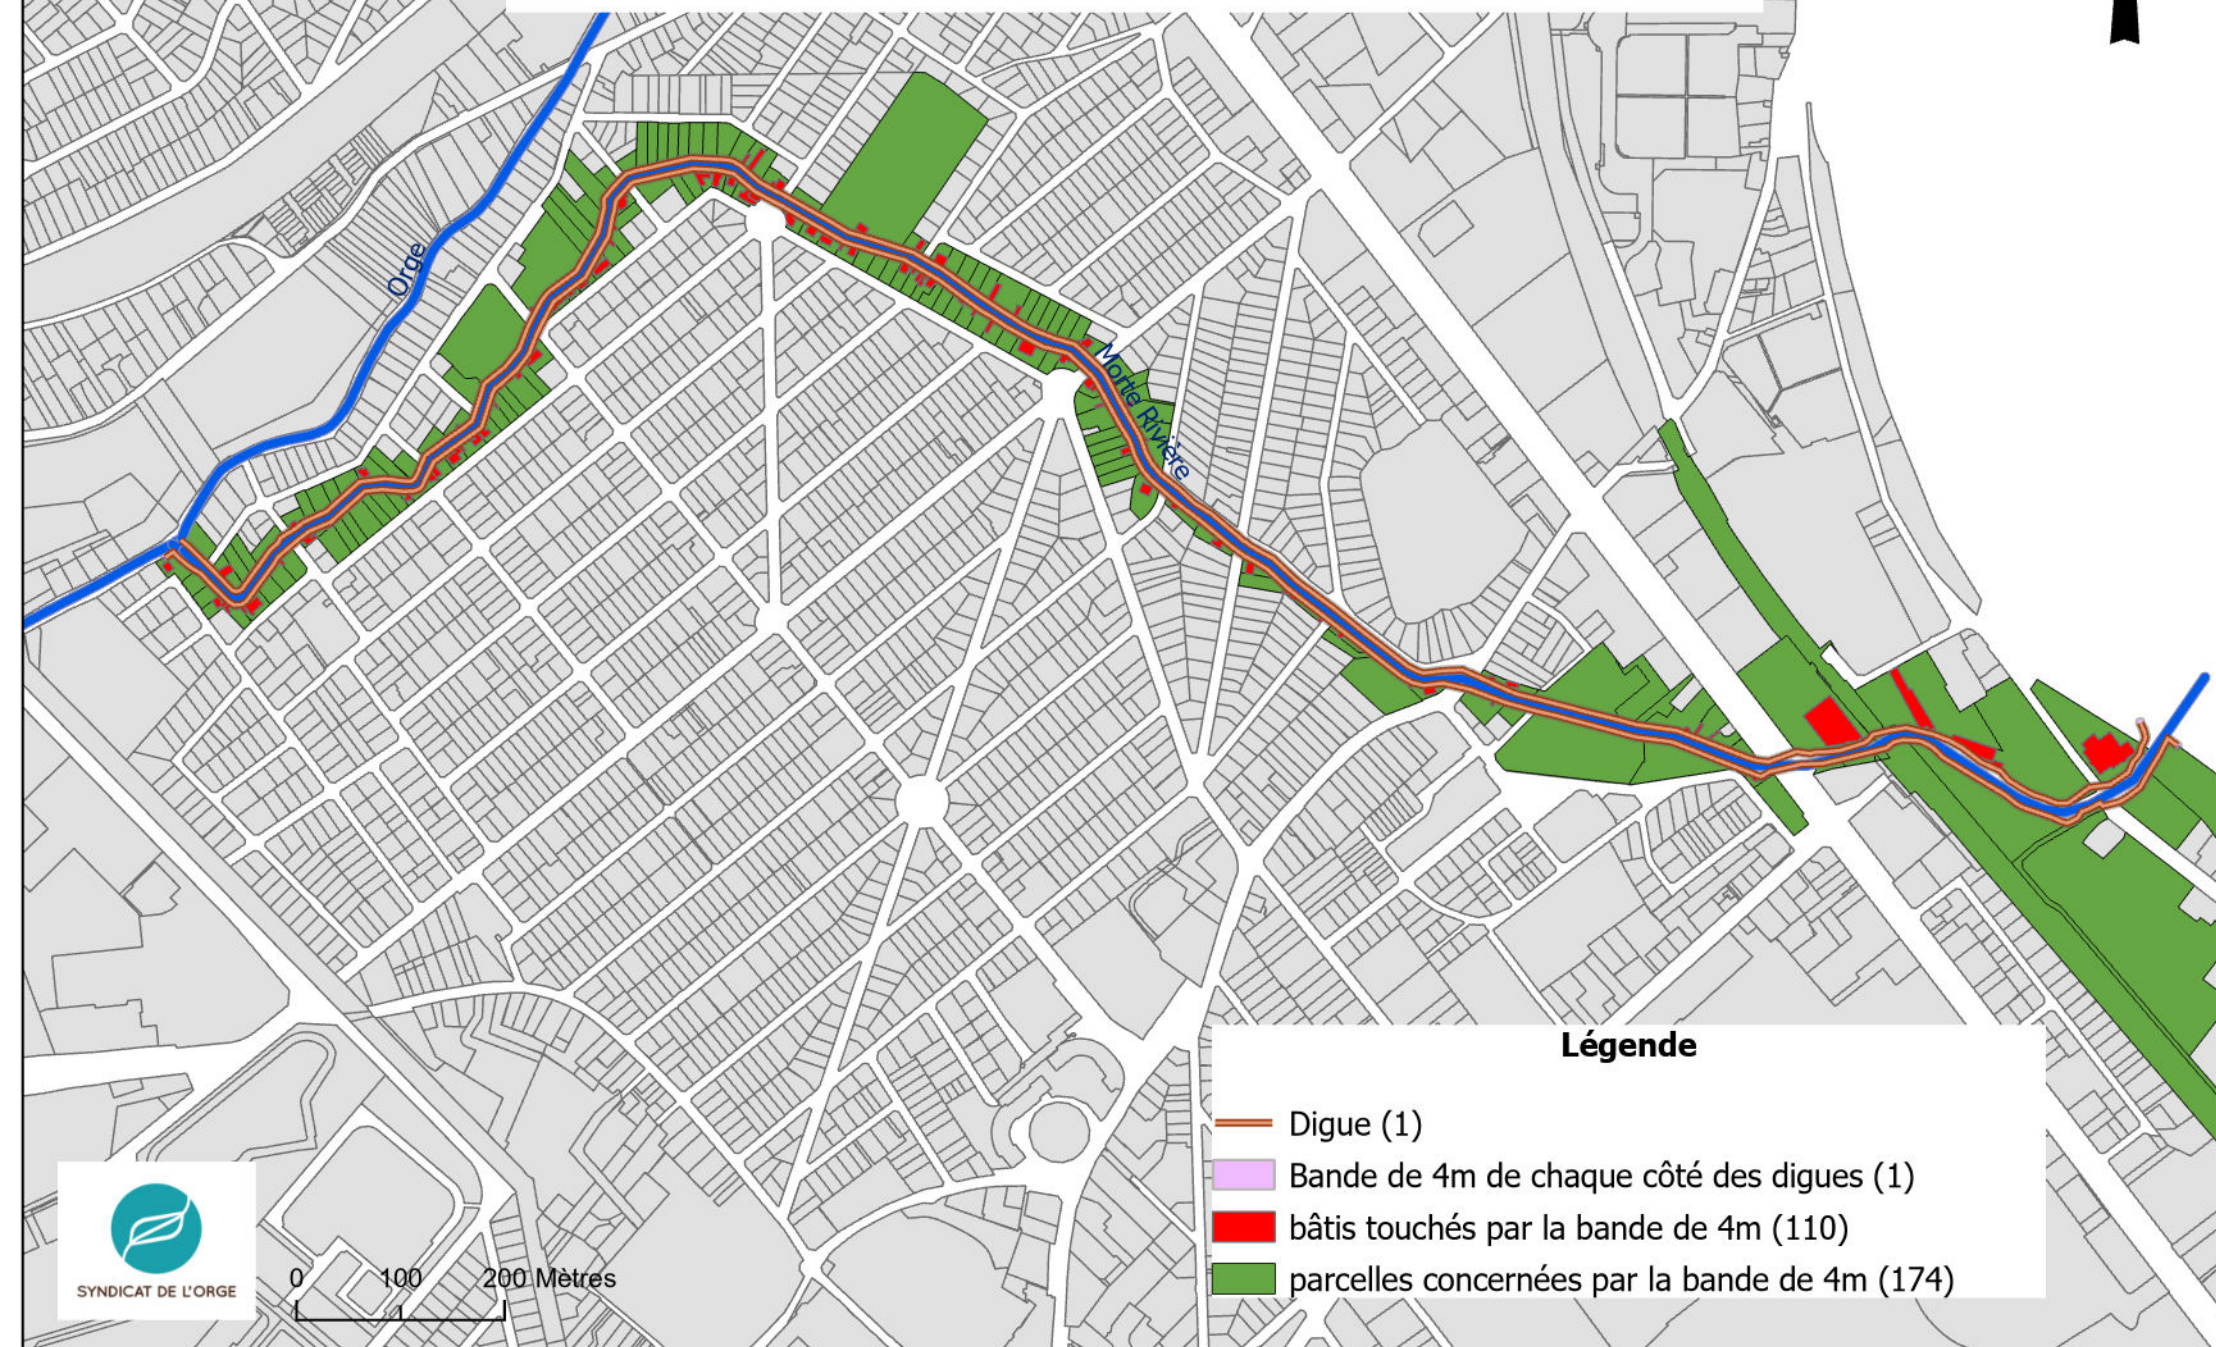 Orge
Morte Rivière
Légende
Digue (1)
Bande de 4m de chaque côté des digues (1)
bâtis touchés par la bande de 4m (110)
parcelles concernées par la bande de 4m (174)
SYNDICAT DE L'ORGE
0 100 200 Mètres